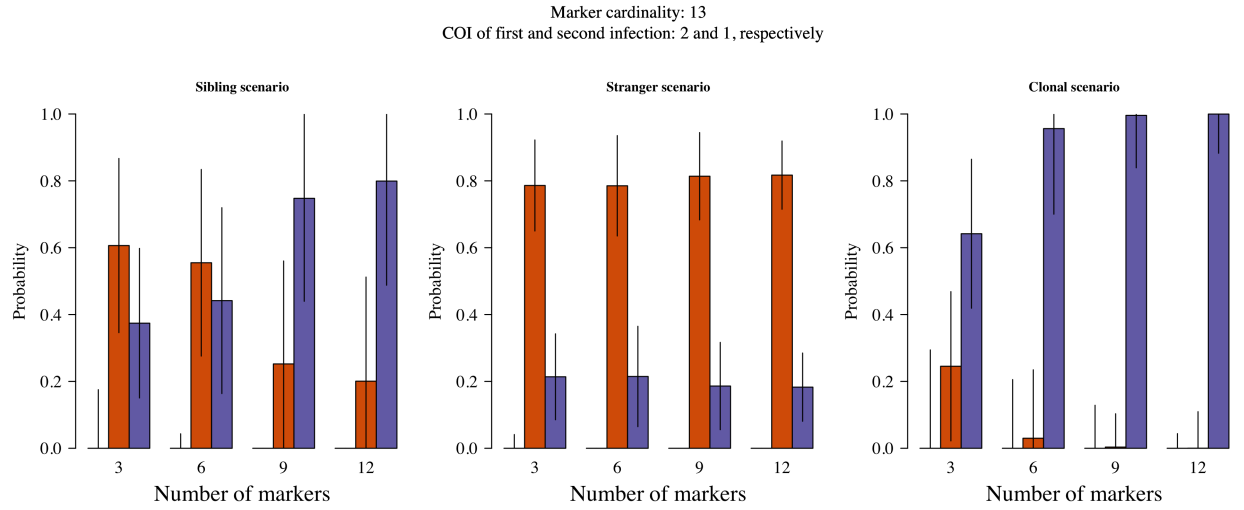 Marker cardinality: 13
COI of first and second infection: 2 and 1, respectively
Sibling scenario
Probability
1.0
0.8
0.6
0.4
0.2
0.0
3 6 9 12
Number of markers
Stranger scenario
Probability
1.0
0.8
0.6
0.4
0.2
0.0
3 6 9 12
Number of markers
Clonal scenario
Probability
1.0
0.8
0.6
0.4
0.2
0.0
3 6 9 12
Number of markers